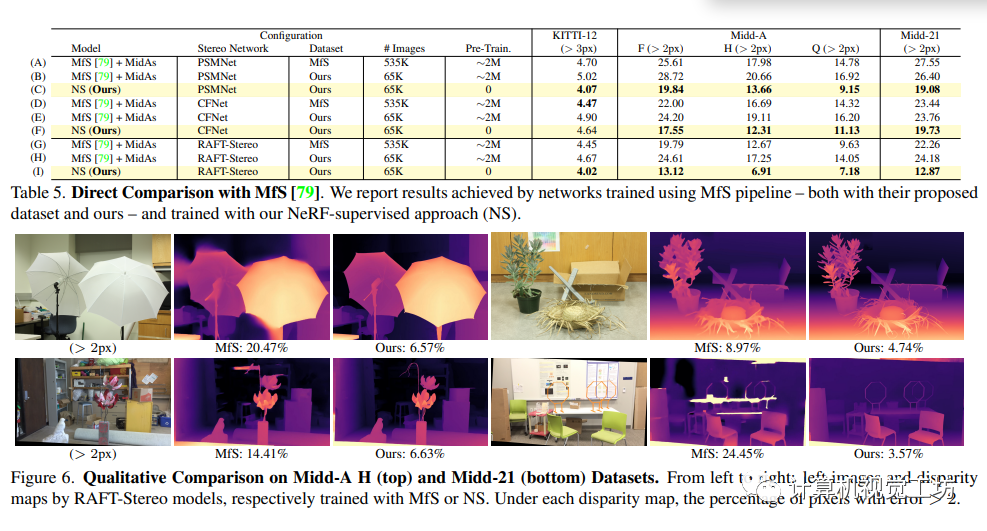 Configuration KITTI-12 Midd-A Midd-21
Model Stereo Network Dataset # Images Pre-Train. (> 3px) F (> 2px) H (> 2px) Q (> 2px) (> 2px)
(A) MfS [79] + MidAs PSMNet MfS 535K ~2M 4.70 25.61 17.98 14.78 27.55
(B) MfS [79] + MidAs PSMNet Ours 65K ~2M 5.02 28.72 20.66 16.92 26.40
(C) NS (Ours) PSMNet Ours 65K 0 4.07 19.84 13.66 9.15 19.08
(D) MfS [79] + MidAs CFNet MfS 535K ~2M 4.47 22.00 16.69 14.32 23.44
(E) MfS [79] + MidAs CFNet Ours 65K ~2M 4.90 24.20 19.11 16.20 23.76
(F) NS (Ours) CFNet Ours 65K 0 4.64 17.55 12.31 11.13 19.73
(G) MfS [79] + MidAs RAFT-Stereo MfS 535K ~2M 4.45 19.79 12.67 9.63 22.26
(H) MfS [79] + MidAs RAFT-Stereo Ours 65K ~2M 4.67 24.61 17.25 14.05 24.18
(I) NS (Ours) RAFT-Stereo Ours 65K 0 4.02 13.12 6.91 7.18 12.87
Table 5. Direct Comparison with MfS [79]. We report results achieved by networks trained using MfS pipeline – both with their proposed
dataset and ours – and trained with our NeRF-supervised approach (NS).
(> 2px) MfS: 20.47% Ours: 6.57% MfS: 8.97% Ours: 4.74%
(> 2px) MfS: 14.41% Ours: 6.63% MfS: 24.45% Ours: 3.57%
Figure 6. Qualitative Comparison on Midd-A H (top) and Midd-21 (bottom) Datasets. From left to right: left images and disparity
maps by RAFT-Stereo models, respectively trained with MfS or NS. Under each disparity map, the percentage of pixels with error > 2.
计算机视觉工坊